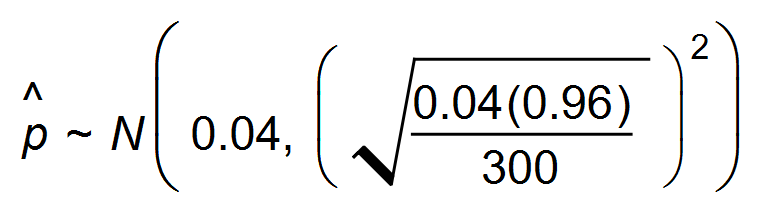 p̂ ~ N( 0.04, ( √(0.04(0.96)/300) )² )